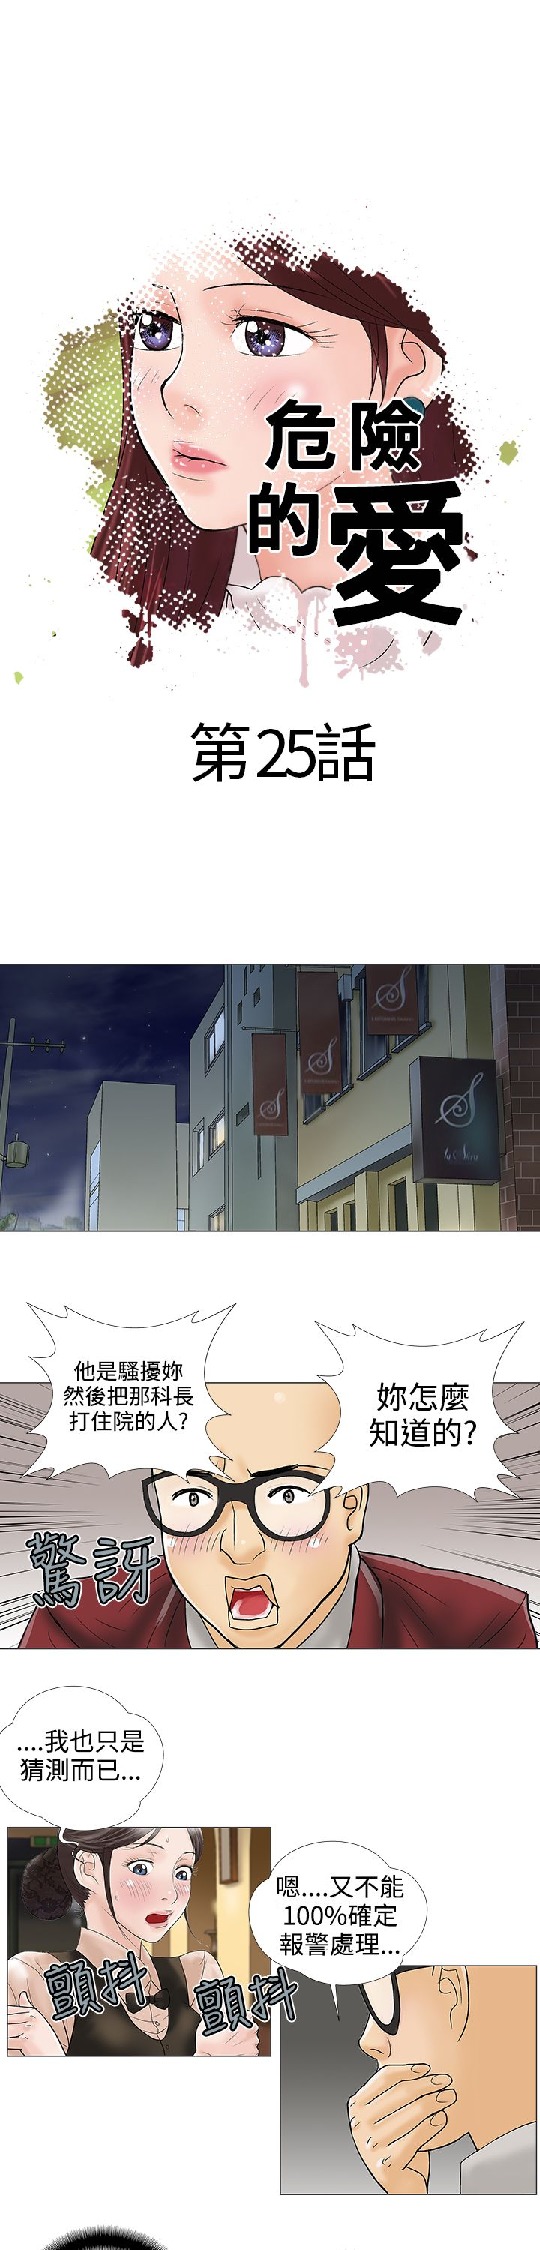 危險
的愛
第25話
S
S
S
他是騷擾妳
然後把那科長
打住院的人?
妳怎麼
知道的?
驚訝
....我也只是
猜測而已...
嗯....又不能
100%確定
報警處理...
顫抖
顫抖